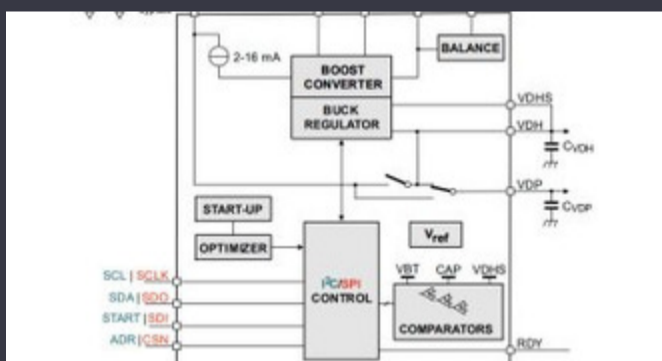 2-16 mA
BALANCE
BOOST
CONVERTER
BUCK
REGULATOR
VDHS
VDH
CVDH
VDP
CVDP
START-UP
OPTIMIZER
Vref
I²C/SPI
CONTROL
VBT CAP VDHS
COMPARATORS
SCL | SCLK
SDA | SDO
START | SDI
ADR | CSN
RDY